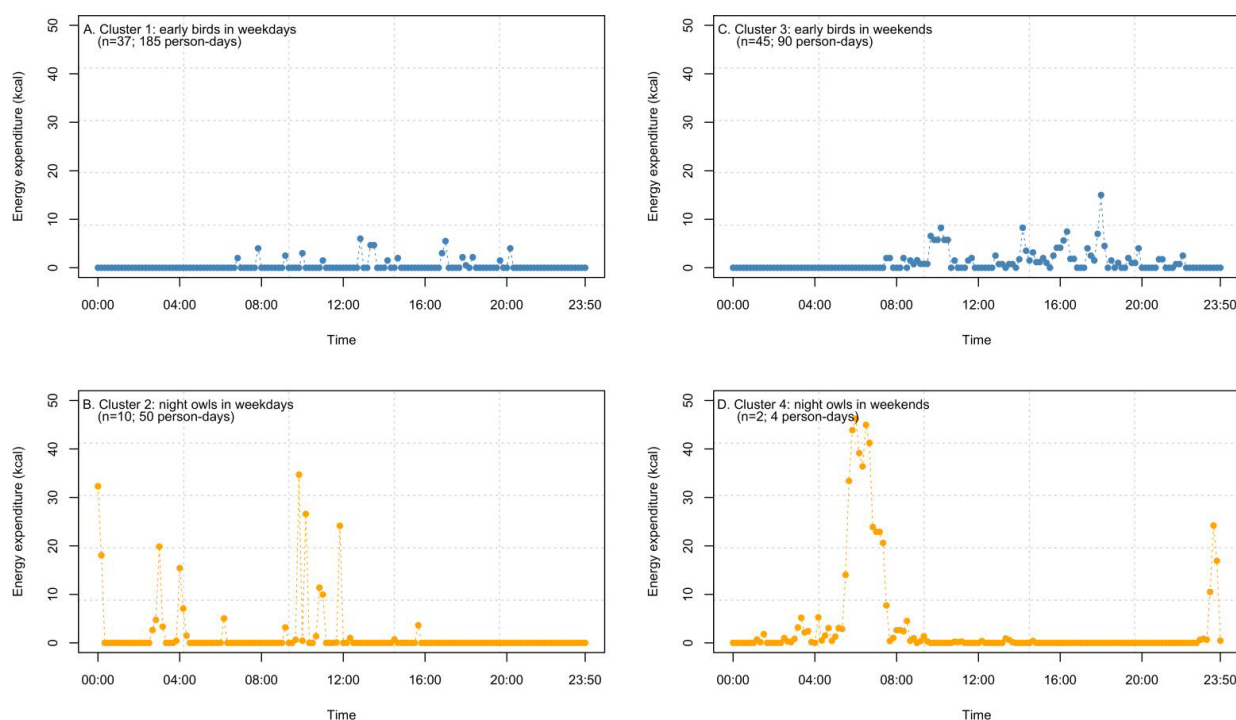 A. Cluster 1: early birds in weekdays
(n=37; 185 person-days)
Energy expenditure (kcal)
50
40
30
20
10
0
00:00 04:00 08:00 12:00 16:00 20:00 23:50
Time
C. Cluster 3: early birds in weekends
(n=45; 90 person-days)
Energy expenditure (kcal)
50
40
30
20
10
0
00:00 04:00 08:00 12:00 16:00 20:00 23:50
Time
B. Cluster 2: night owls in weekdays
(n=10; 50 person-days)
Energy expenditure (kcal)
50
40
30
20
10
0
00:00 04:00 08:00 12:00 16:00 20:00 23:50
Time
D. Cluster 4: night owls in weekends
(n=2; 4 person-days)
Energy expenditure (kcal)
50
40
30
20
10
0
00:00 04:00 08:00 12:00 16:00 20:00 23:50
Time